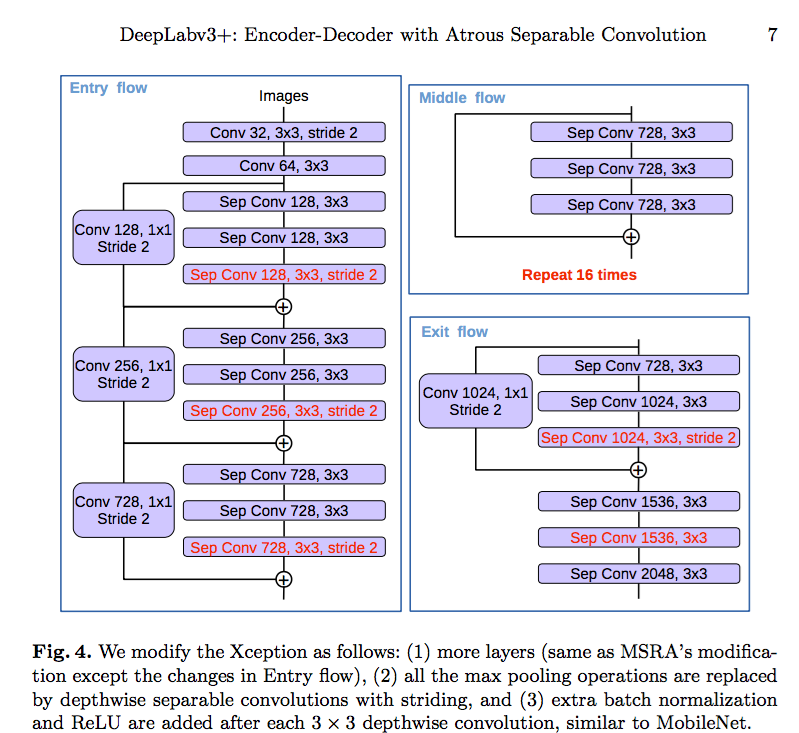 DeepLabv3+: Encoder-Decoder with Atrous Separable Convolution 7
Entry flow
Images
Conv 32, 3x3, stride 2
Conv 64, 3x3
Sep Conv 128, 3x3
Sep Conv 128, 3x3
Conv 128, 1x1
Stride 2
Sep Conv 128, 3x3, stride 2
Sep Conv 256, 3x3
Sep Conv 256, 3x3
Conv 256, 1x1
Stride 2
Sep Conv 256, 3x3, stride 2
Sep Conv 728, 3x3
Sep Conv 728, 3x3
Conv 728, 1x1
Stride 2
Sep Conv 728, 3x3, stride 2
Middle flow
Sep Conv 728, 3x3
Sep Conv 728, 3x3
Sep Conv 728, 3x3
Repeat 16 times
Exit flow
Sep Conv 728, 3x3
Conv 1024, 1x1
Stride 2
Sep Conv 1024, 3x3
Sep Conv 1024, 3x3, stride 2
Sep Conv 1536, 3x3
Sep Conv 1536, 3x3
Sep Conv 2048, 3x3
Fig. 4. We modify the Xception as follows: (1) more layers (same as MSRA's modifica-
tion except the changes in Entry flow), (2) all the max pooling operations are replaced
by depthwise separable convolutions with striding, and (3) extra batch normalization
and ReLU are added after each 3 × 3 depthwise convolution, similar to MobileNet.